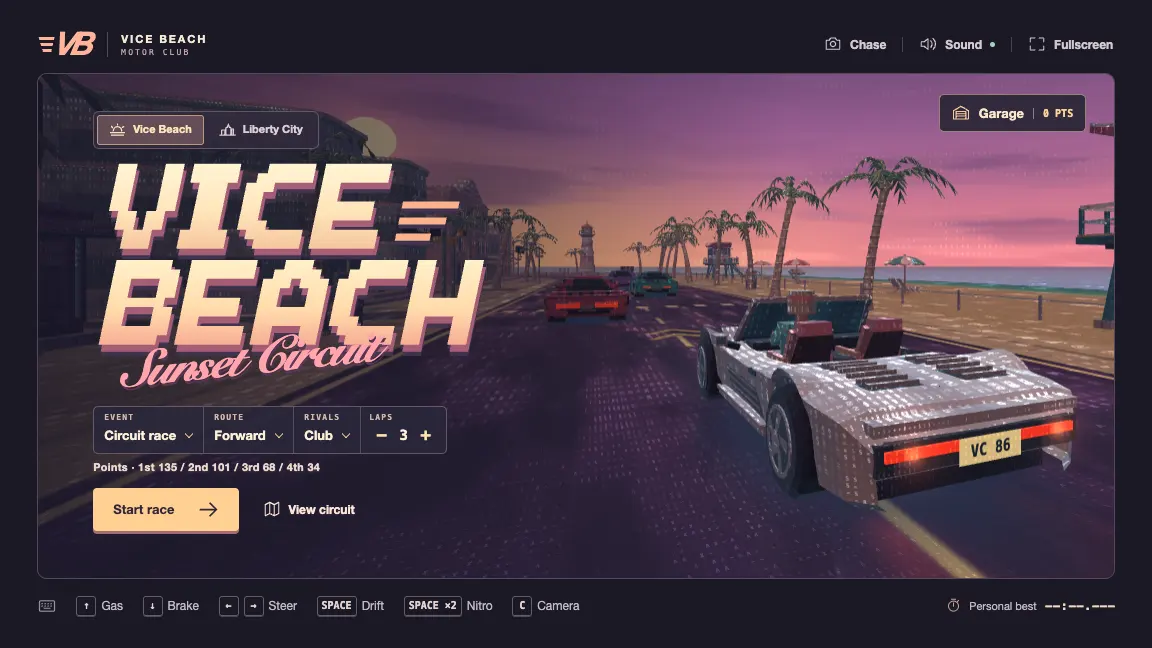 VB VICE BEACH
MOTOR CLUB
Chase
Sound
Fullscreen
Vice Beach
Liberty City
Garage
0 PTS
VICE
BEACH
Sunset Circuit
EVENT
Circuit race
ROUTE
Forward
RIVALS
Club
LAPS
− 3 +
Points · 1st 135 / 2nd 101 / 3rd 68 / 4th 34
Start race →
View circuit
VC 86
↑ Gas
↓ Brake
← → Steer
SPACE Drift
SPACE ×2 Nitro
C Camera
Personal best --:--.---